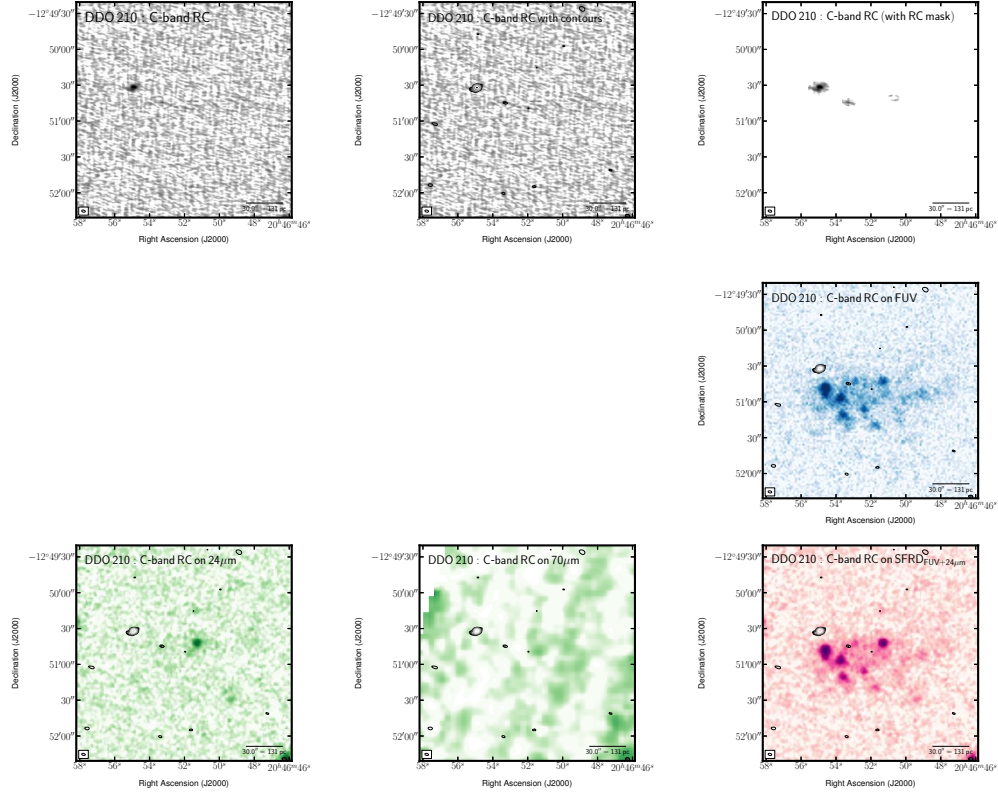 DDO 210 : C-band RC
DDO 210 : C-band RC with contours
DDO 210 : C-band RC (with RC mask)
−12°49′30″
50′00″
30″
51′00″
30″
52′00″
Declination (J2000)
30.0″ = 131 pc
58ˢ 56ˢ 54ˢ 52ˢ 50ˢ 48ˢ 20ʰ46ᵐ46ˢ
Right Ascension (J2000)
−12°49′30″
50′00″
30″
51′00″
30″
52′00″
Declination (J2000)
30.0″ = 131 pc
58ˢ 56ˢ 54ˢ 52ˢ 50ˢ 48ˢ 20ʰ46ᵐ46ˢ
Right Ascension (J2000)
−12°49′30″
50′00″
30″
51′00″
30″
52′00″
Declination (J2000)
30.0″ = 131 pc
58ˢ 56ˢ 54ˢ 52ˢ 50ˢ 48ˢ 20ʰ46ᵐ46ˢ
Right Ascension (J2000)
DDO 210 : C-band RC on FUV
−12°49′30″
50′00″
30″
51′00″
30″
52′00″
Declination (J2000)
30.0″ = 131 pc
58ˢ 56ˢ 54ˢ 52ˢ 50ˢ 48ˢ 20ʰ46ᵐ46ˢ
Right Ascension (J2000)
DDO 210 : C-band RC on 24μm
DDO 210 : C-band RC on 70μm
DDO 210 : C-band RC on SFRD_FUV+24μm
−12°49′30″
50′00″
30″
51′00″
30″
52′00″
Declination (J2000)
30.0″ = 131 pc
58ˢ 56ˢ 54ˢ 52ˢ 50ˢ 48ˢ 20ʰ46ᵐ46ˢ
Right Ascension (J2000)
−12°49′30″
50′00″
30″
51′00″
30″
52′00″
Declination (J2000)
30.0″ = 131 pc
58ˢ 56ˢ 54ˢ 52ˢ 50ˢ 48ˢ 20ʰ46ᵐ46ˢ
Right Ascension (J2000)
−12°49′30″
50′00″
30″
51′00″
30″
52′00″
Declination (J2000)
30.0″ = 131 pc
58ˢ 56ˢ 54ˢ 52ˢ 50ˢ 48ˢ 20ʰ46ᵐ46ˢ
Right Ascension (J2000)